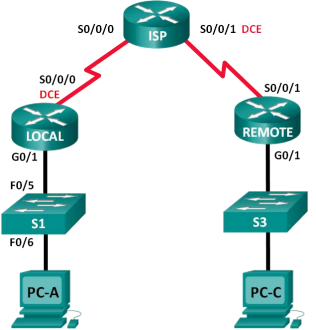 S0/0/0
ISP
S0/0/1 DCE
S0/0/0
DCE
S0/0/1
LOCAL
REMOTE
G0/1
G0/1
F0/5
S1
S3
F0/6
PC-A
PC-C